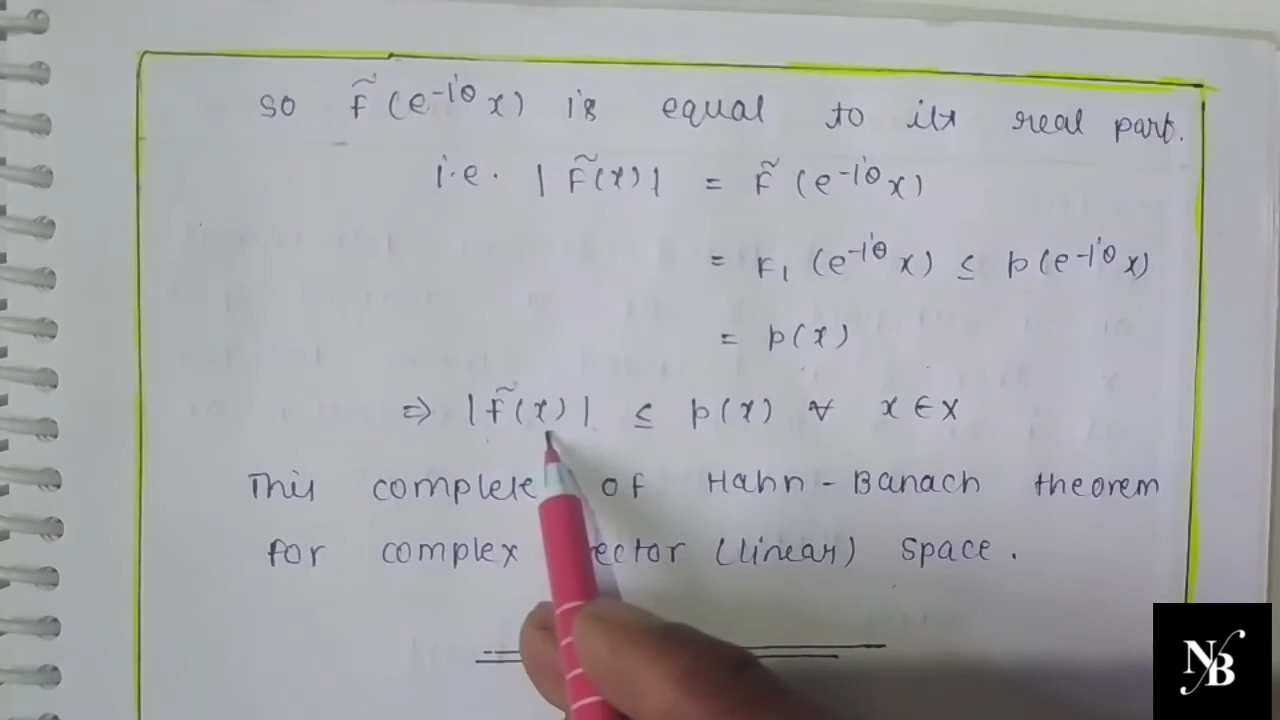 so f̃ (e^-iθ x) is equal to its real part.
i.e. | f̃(x) | = f̃ (e^-iθ x)
= f₁ (e^-iθ x) ≤ p(e^-iθ x)
= p(x)
⇒ | f̃(x) | ≤ p(x) ∀ x ∈ X
This complete of Hahn-Banach theorem
for complex ector (linear) space.
NB